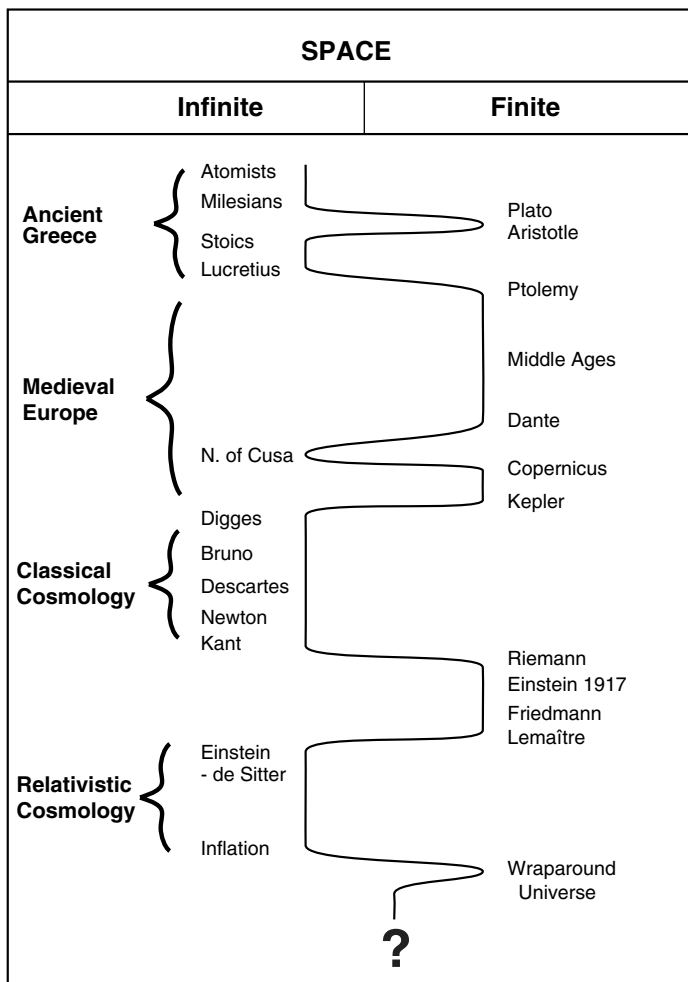 SPACE
Infinite
Finite
Ancient
Greece
Atomists
Milesians
Stoics
Lucretius
Plato
Aristotle
Ptolemy
Medieval
Europe
Middle Ages
Dante
N. of Cusa
Copernicus
Kepler
Classical
Cosmology
Digges
Bruno
Descartes
Newton
Kant
Riemann
Einstein 1917
Friedmann
Lemaître
Relativistic
Cosmology
Einstein
- de Sitter
Inflation
Wraparound
Universe
?